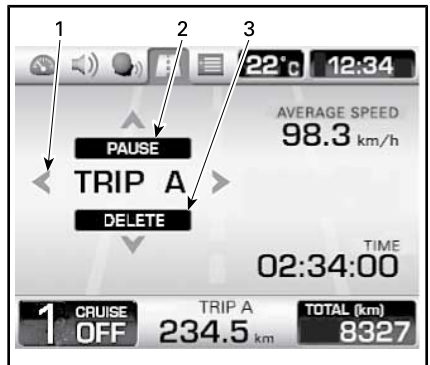 1 2 3
22°c 12:34
AVERAGE SPEED
98.3 km/h
PAUSE
TRIP A
DELETE
TIME
02:34:00
1 CRUISE OFF
TRIP A
234.5 km
TOTAL (km)
8327